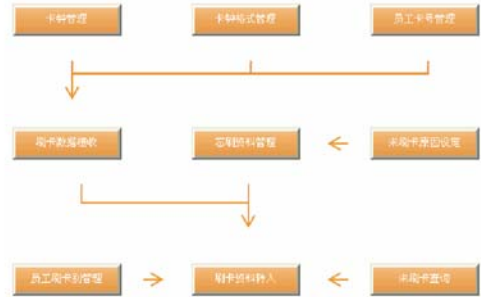 卡钟管理
卡钟格式管理
员工卡号管理
刷卡数据接收
忘刷资料管理
未刷卡原因设定
员工刷卡别管理
刷卡资料转入
未刷卡查询